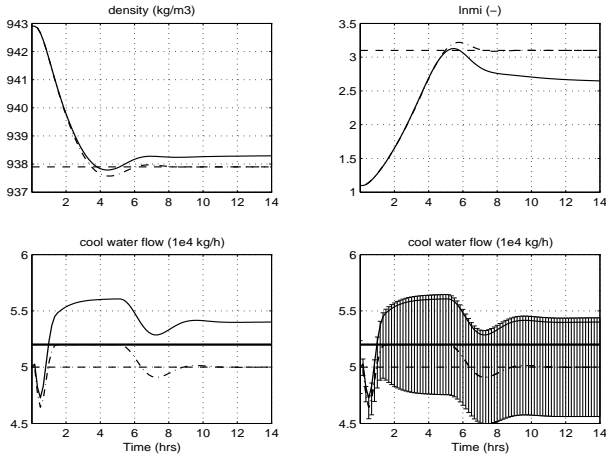 density (kg/m3)
943
942
941
940
939
938
937
2 4 6 8 10 12 14
lnmi (−)
3.5
3
2.5
2
1.5
1
2 4 6 8 10 12 14
cool water flow (1e4 kg/h)
6
5.5
5
4.5
2 4 6 8 10 12 14
Time (hrs)
cool water flow (1e4 kg/h)
6
5.5
5
4.5
2 4 6 8 10 12 14
Time (hrs)